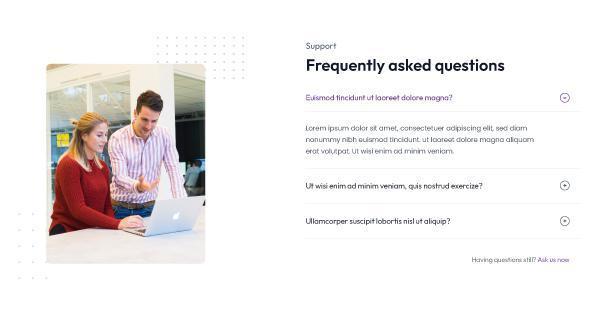 Support
Frequently asked questions
Euismod tincidunt ut laoreet dolore magna?
Lorem ipsum dolor sit amet, consectetuer adipiscing elit, sed diam
nonummy nibh euismod tincidunt. ut laoreet dolore magna aliquam
erat volutpat. Ut wisi enim ad minim veniam.
Ut wisi enim ad minim veniam, quis nostrud exercize?
Ullamcorper suscipit lobortis nisl ut aliquip?
Having questions still? Ask us now